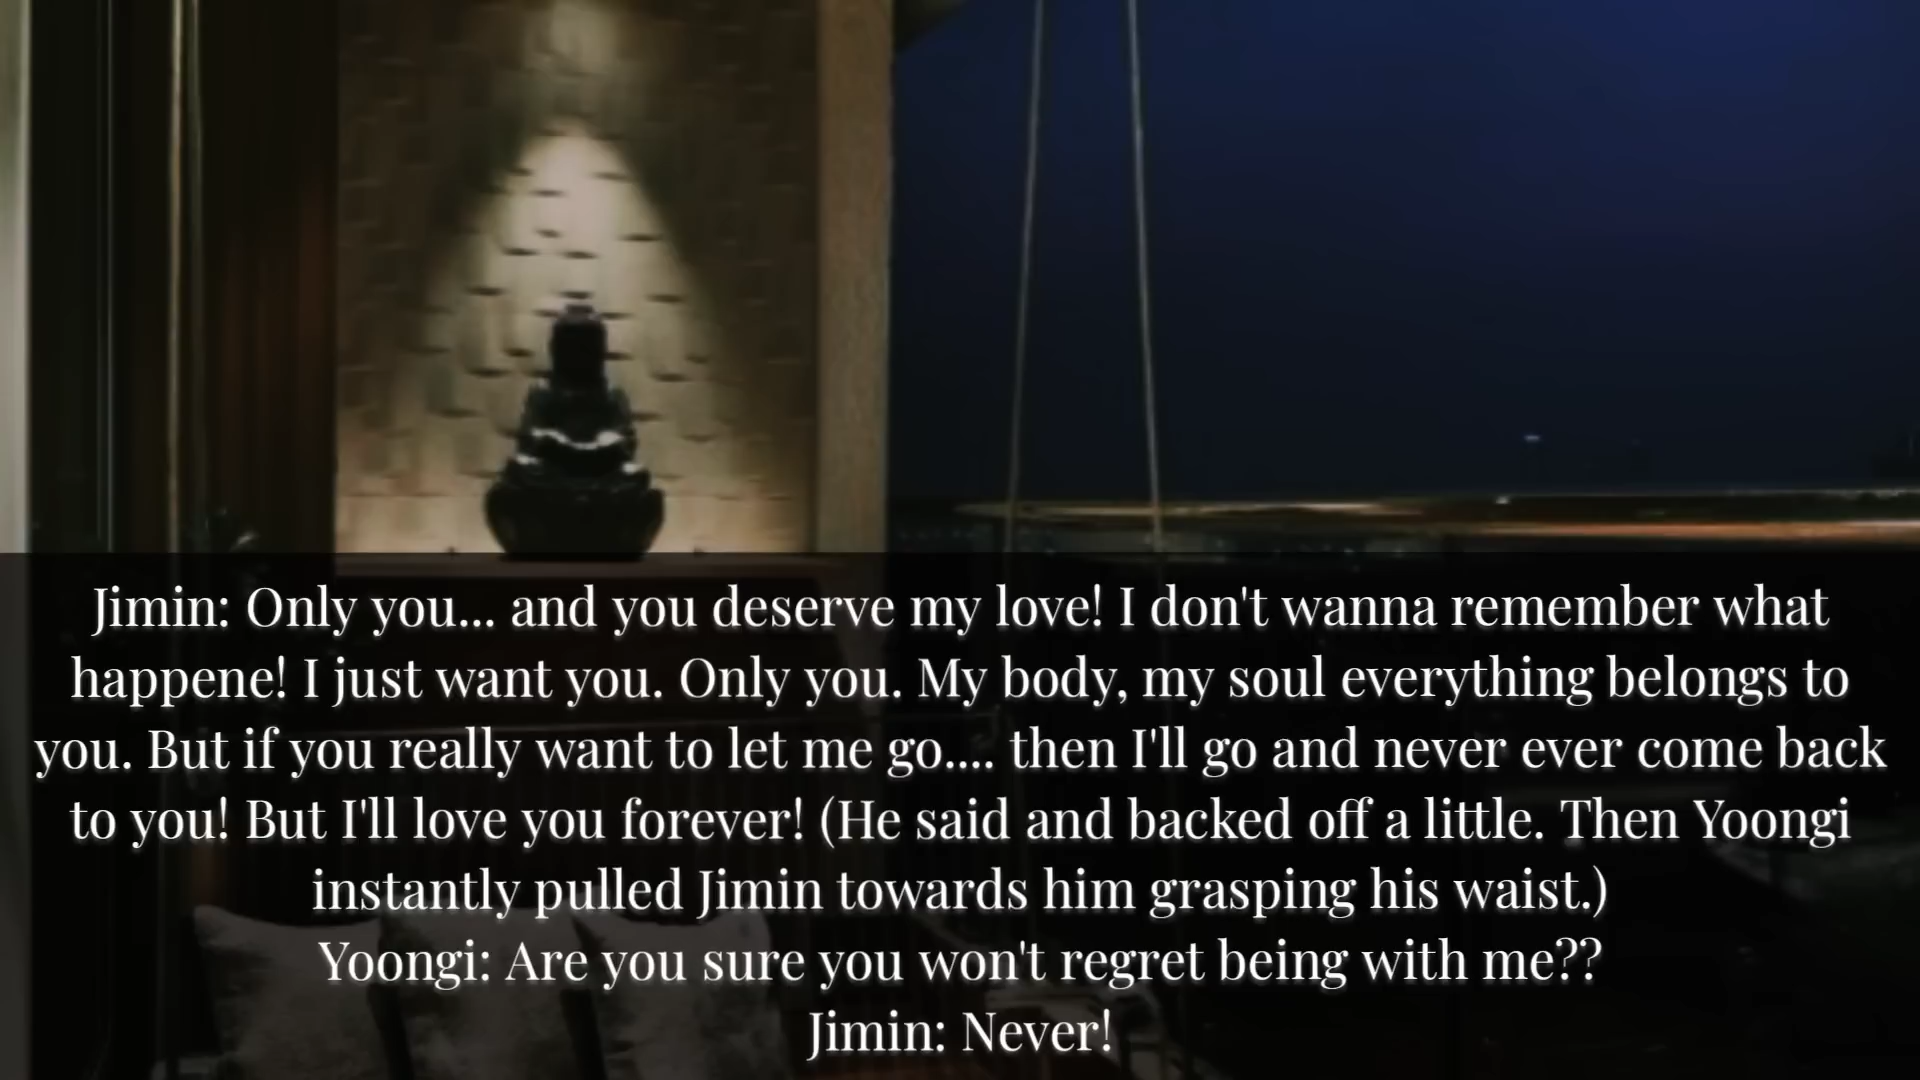 Jimin: Only you... and you deserve my love! I don't wanna remember what
happene! I just want you. Only you. My body, my soul everything belongs to
you. But if you really want to let me go.... then I'll go and never ever come back
to you! But I'll love you forever! (He said and backed off a little. Then Yoongi
instantly pulled Jimin towards him grasping his waist.)
Yoongi: Are you sure you won't regret being with me??
Jimin: Never!